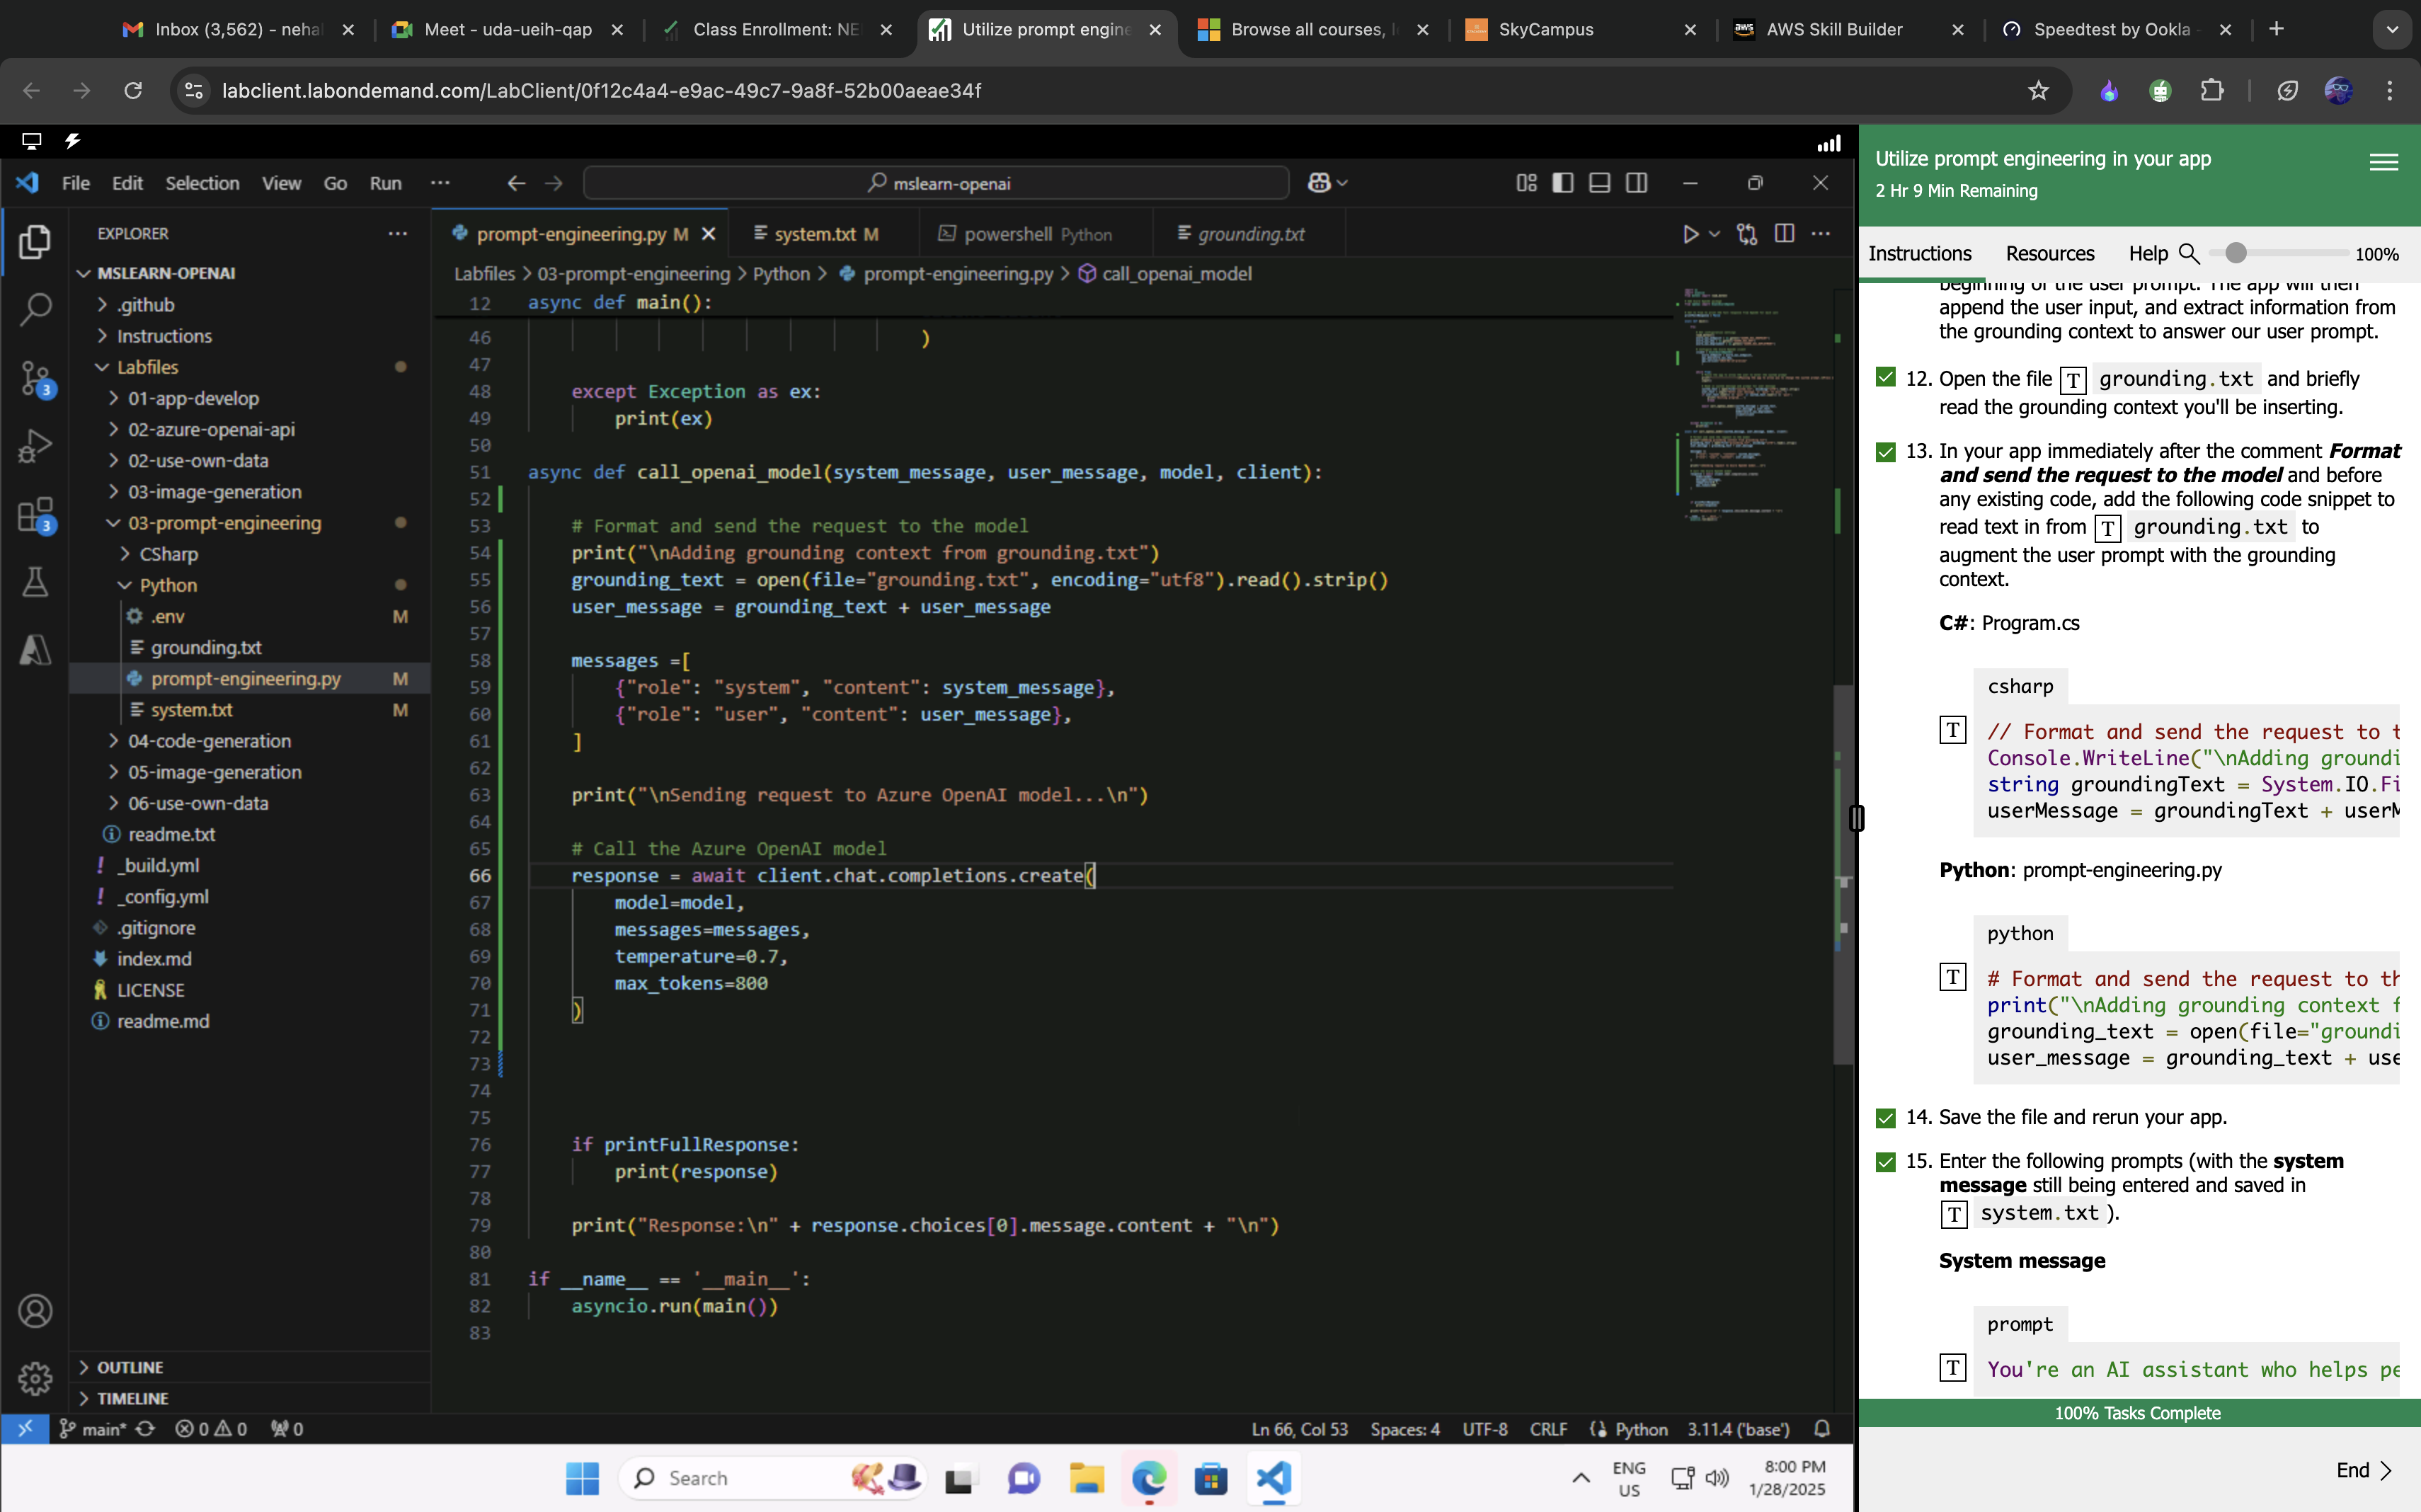 Inbox (3,562) - neha
Meet - uda-ueih-qap
Class Enrollment: NE
Utilize prompt engine
Browse all courses, l
SkyCampus
AWS Skill Builder
Speedtest by Ookla -
labclient.labondemand.com/LabClient/0f12c4a4-e9ac-49c7-9a8f-52b00aeae34f
File Edit Selection View Go Run ···
mslearn-openai
EXPLORER
MSLEARN-OPENAI
.github
Instructions
Labfiles
01-app-develop
02-azure-openai-api
02-use-own-data
03-image-generation
03-prompt-engineering
CSharp
Python
.env M
grounding.txt
prompt-engineering.py M
system.txt M
04-code-generation
05-image-generation
06-use-own-data
readme.txt
_build.yml
_config.yml
.gitignore
index.md
LICENSE
readme.md
OUTLINE
TIMELINE
3
3
prompt-engineering.py M
system.txt M
powershell Python
grounding.txt
Labfiles > 03-prompt-engineering > Python > prompt-engineering.py > call_openai_model
12 async def main():
46 )
47
48 except Exception as ex:
49 print(ex)
50
51 async def call_openai_model(system_message, user_message, model, client):
52
53 # Format and send the request to the model
54 print("\nAdding grounding context from grounding.txt")
55 grounding_text = open(file="grounding.txt", encoding="utf8").read().strip()
56 user_message = grounding_text + user_message
57
58 messages =[
59 {"role": "system", "content": system_message},
60 {"role": "user", "content": user_message},
61 ]
62
63 print("\nSending request to Azure OpenAI model...\n")
64
65 # Call the Azure OpenAI model
66 response = await client.chat.completions.create(
67 model=model,
68 messages=messages,
69 temperature=0.7,
70 max_tokens=800
71 )
72
73
74
75
76 if printFullResponse:
77 print(response)
78
79 print("Response:\n" + response.choices[0].message.content + "\n")
80
81 if __name__ == '__main__':
82 asyncio.run(main())
83
main* 0 0 0
Ln 66, Col 53 Spaces: 4 UTF-8 CRLF Python 3.11.4 ('base')
Search
ENG
US
8:00 PM
1/28/2025
Utilize prompt engineering in your app
2 Hr 9 Min Remaining
Instructions Resources Help 100%
beginning of the user prompt. The app will then
append the user input, and extract information from
the grounding context to answer our user prompt.
12. Open the file T grounding.txt and briefly
read the grounding context you'll be inserting.
13. In your app immediately after the comment Format
and send the request to the model and before
any existing code, add the following code snippet to
read text in from T grounding.txt to
augment the user prompt with the grounding
context.
C#: Program.cs
csharp
T // Format and send the request to t
Console.WriteLine("\nAdding groundi
string groundingText = System.IO.Fi
userMessage = groundingText + userM
Python: prompt-engineering.py
python
T # Format and send the request to th
print("\nAdding grounding context f
grounding_text = open(file="groundi
user_message = grounding_text + use
14. Save the file and rerun your app.
15. Enter the following prompts (with the system
message still being entered and saved in
T system.txt ).
System message
prompt
T You're an AI assistant who helps pe
100% Tasks Complete
End